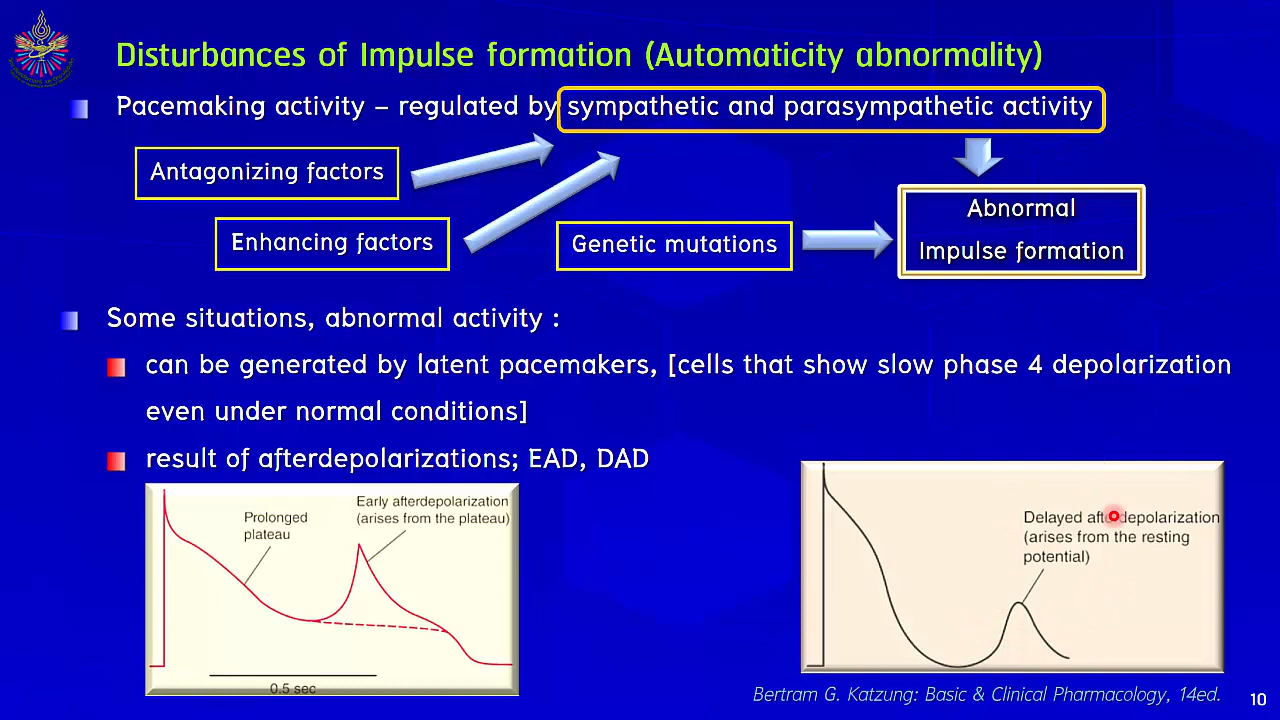 Disturbances of Impulse formation (Automaticity abnormality)
Pacemaking activity – regulated by sympathetic and parasympathetic activity
Antagonizing factors
Enhancing factors
Genetic mutations
Abnormal
Impulse formation
Some situations, abnormal activity :
can be generated by latent pacemakers, [cells that show slow phase 4 depolarization
even under normal conditions]
result of afterdepolarizations; EAD, DAD
Prolonged
plateau
Early afterdepolarization
(arises from the plateau)
0.5 sec
Delayed afterdepolarization
(arises from the resting
potential)
Bertram G. Katzung: Basic & Clinical Pharmacology, 14ed.
10